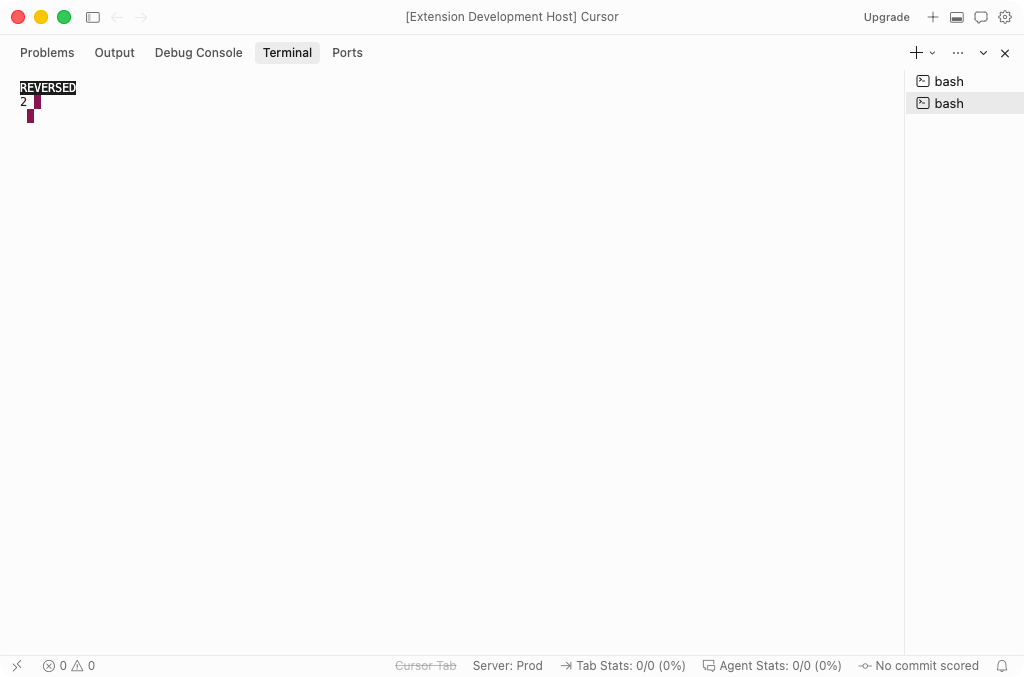 [Extension Development Host] Cursor
Upgrade
Problems Output Debug Console Terminal Ports
REVERSED
2
bash
bash
0 0 Cursor Tab Server: Prod Tab Stats: 0/0 (0%) Agent Stats: 0/0 (0%) No commit scored